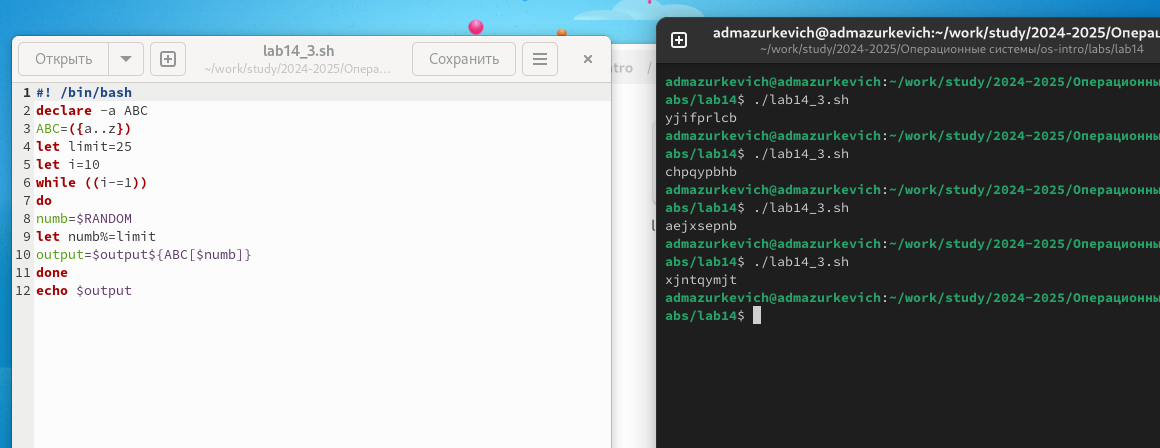 Открыть
lab14_3.sh
~/work/study/2024-2025/Опера...
Сохранить
1 #! /bin/bash
2 declare -a ABC
3 ABC=({a..z})
4 let limit=25
5 let i=10
6 while ((i-=1))
7 do
8 numb=$RANDOM
9 let numb%=limit
10 output=$output${ABC[$numb]}
11 done
12 echo $output
ntro /
admazurkevich@admazurkevich:~/work/study/2024-2025/Операц
~/work/study/2024-2025/Операционные системы/os-intro/labs/lab14
admazurkevich@admazurkevich:~/work/study/2024-2025/Операционны
abs/lab14$ ./lab14_3.sh
yjifprlcb
admazurkevich@admazurkevich:~/work/study/2024-2025/Операционны
abs/lab14$ ./lab14_3.sh
chpqypbhb
admazurkevich@admazurkevich:~/work/study/2024-2025/Операционны
abs/lab14$ ./lab14_3.sh
aejxsepnb
admazurkevich@admazurkevich:~/work/study/2024-2025/Операционны
abs/lab14$ ./lab14_3.sh
xjntqymjt
admazurkevich@admazurkevich:~/work/study/2024-2025/Операционны
abs/lab14$